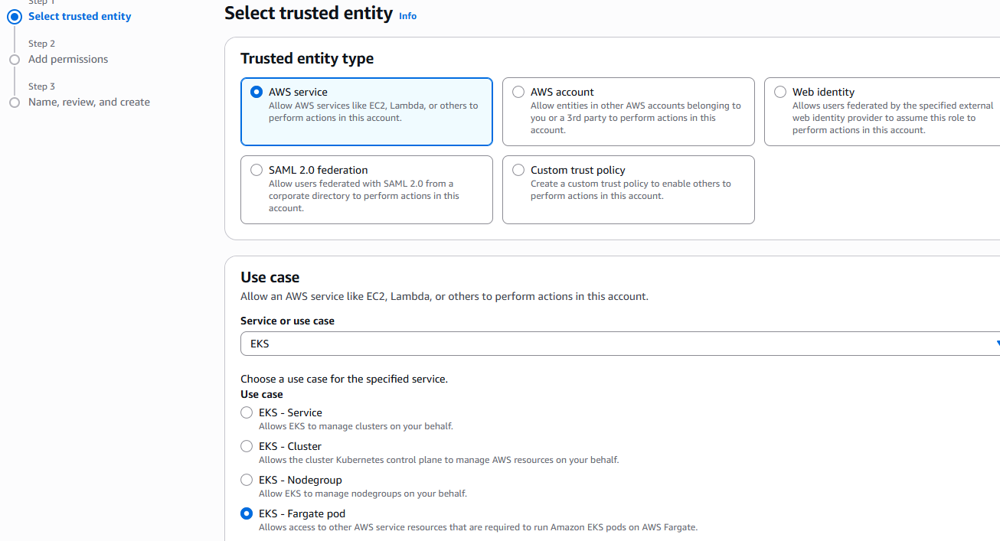 Step 1
Select trusted entity
Step 2
Add permissions
Step 3
Name, review, and create
Select trusted entity Info
Trusted entity type
AWS service
Allow AWS services like EC2, Lambda, or others to
perform actions in this account.
AWS account
Allow entities in other AWS accounts belonging to
you or a 3rd party to perform actions in this
account.
Web identity
Allows users federated by the specified external
web identity provider to assume this role to
perform actions in this account.
SAML 2.0 federation
Allow users federated with SAML 2.0 from a
corporate directory to perform actions in this
account.
Custom trust policy
Create a custom trust policy to enable others to
perform actions in this account.
Use case
Allow an AWS service like EC2, Lambda, or others to perform actions in this account.
Service or use case
EKS
Choose a use case for the specified service.
Use case
EKS - Service
Allows EKS to manage clusters on your behalf.
EKS - Cluster
Allows the cluster Kubernetes control plane to manage AWS resources on your behalf.
EKS - Nodegroup
Allow EKS to manage nodegroups on your behalf.
EKS - Fargate pod
Allows access to other AWS service resources that are required to run Amazon EKS pods on AWS Fargate.